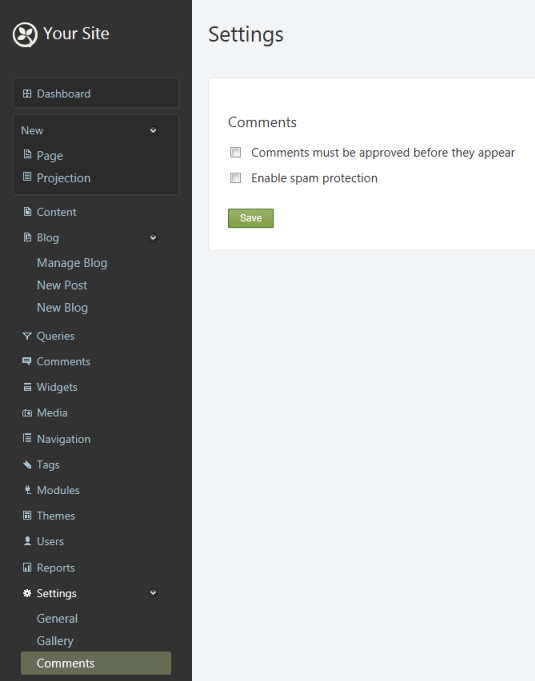 Your Site
Dashboard
New
Page
Projection
Content
Blog
Manage Blog
New Post
New Blog
Queries
Comments
Widgets
Media
Navigation
Tags
Modules
Themes
Users
Reports
Settings
General
Gallery
Comments
Settings
Comments
Comments must be approved before they appear
Enable spam protection
Save